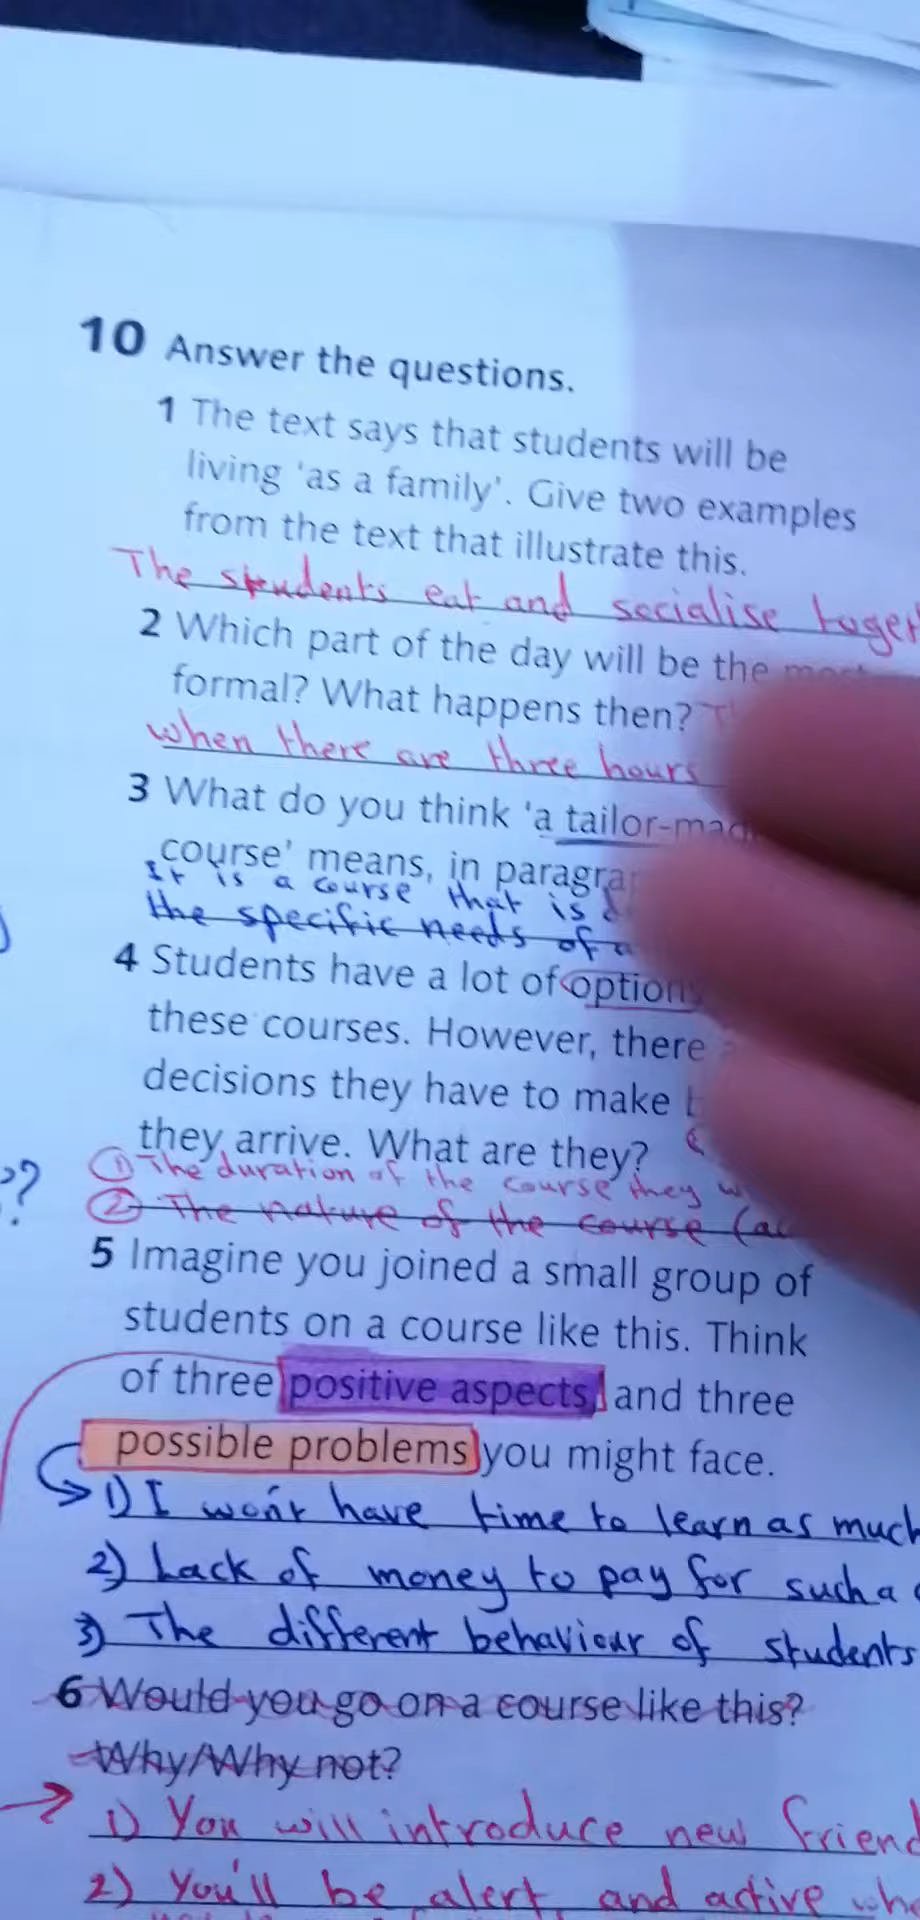 10 Answer the questions.
1 The text says that students will be
living 'as a family'. Give two examples
from the text that illustrate this.
The students eat and socialise
2 Which part of the day will be the most
formal? What happens then?
when there are three hours
3 What do you think 'a tailor-mad
course' means, in paragra
It is a course that is
the specific needs of a
4 Students have a lot of option
these courses. However, there
decisions they have to make
they arrive. What are they?
① The duration of the course they
② The nature of the course
5 Imagine you joined a small group of
students on a course like this. Think
of three positive aspects, and three
possible problems you might face.
1) I won't have time to learn as much
2) Lack of money to pay for such a
3) The different behaviour of students
6 Would you go on a course like this?
Why/Why not?
1) You will introduce new friend
2) You'll be alert, and active